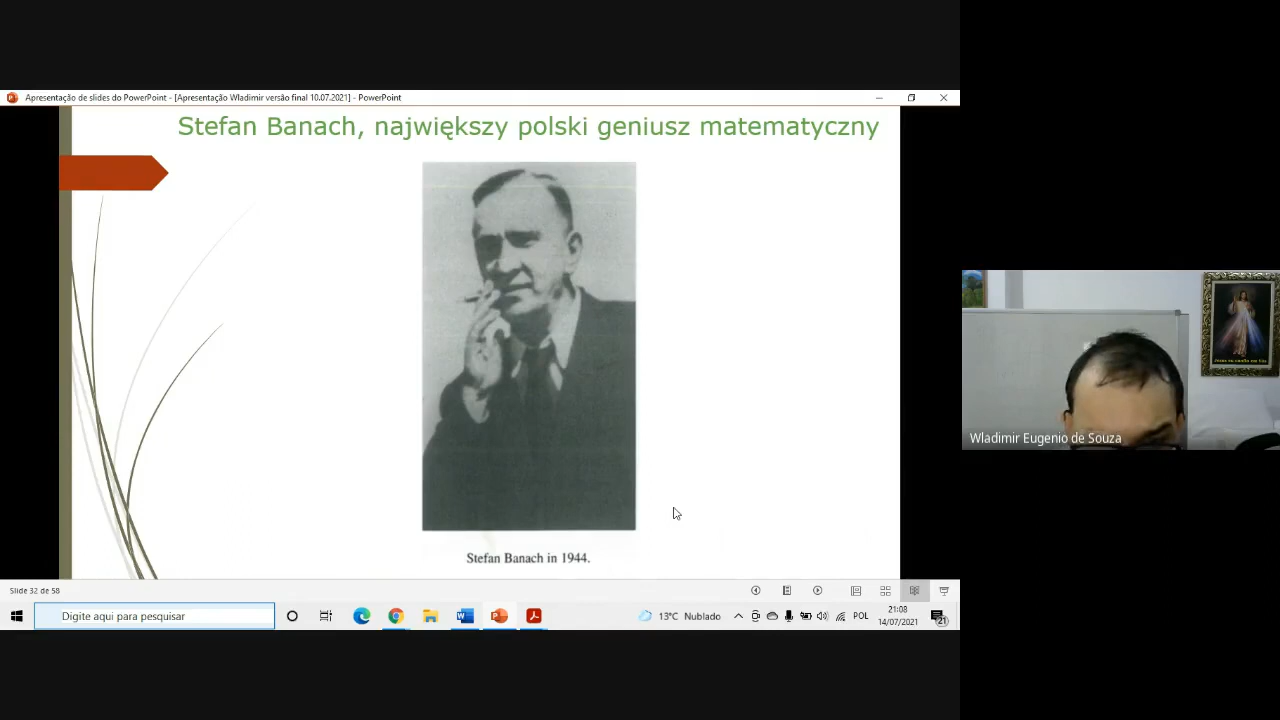 Apresentação de slides do PowerPoint - [Apresentação Wladimir versão final 10.07.2021] - PowerPoint
Stefan Banach, największy polski geniusz matematyczny
Stefan Banach in 1944.
Wladimir Eugenio de Souza
Slide 32 de 58
Digite aqui para pesquisar
13°C Nublado
POL
21:08
14/07/2021
21